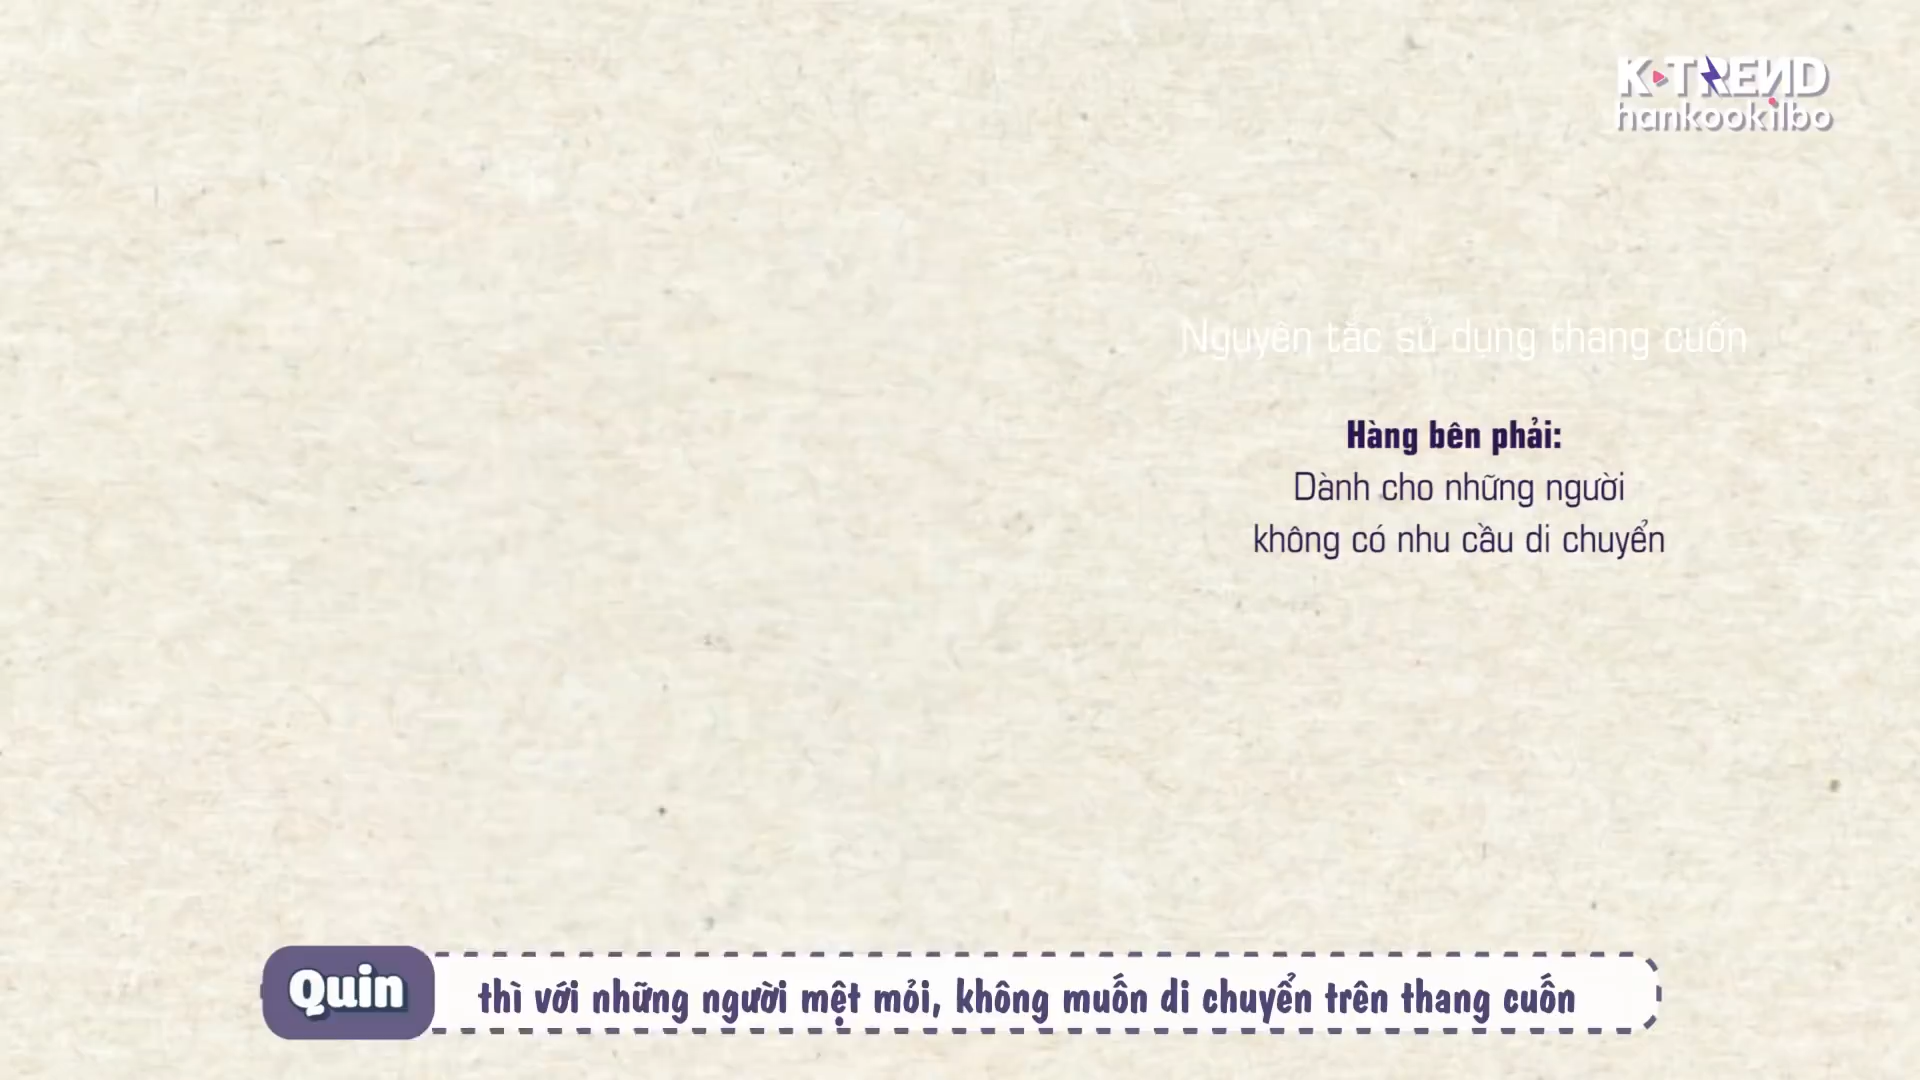 K-TREND
hankookilbo
Nguyên tắc sử dụng thang cuốn
Hàng bên phải:
Dành cho những người
không có nhu cầu di chuyển
Quin
thì với những người mệt mỏi, không muốn di chuyển trên thang cuốn